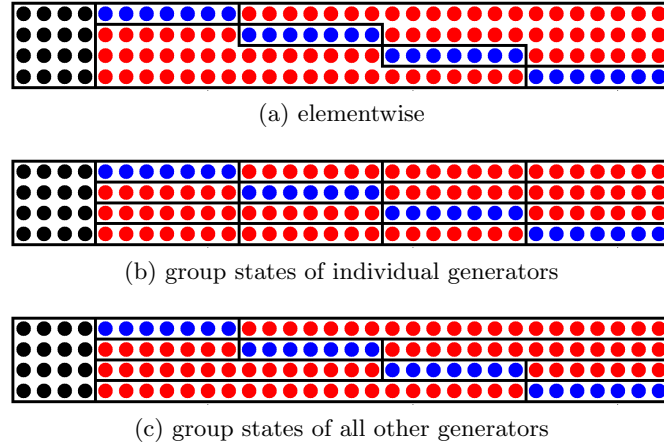 (a) elementwise
(b) group states of individual generators
(c) group states of all other generators